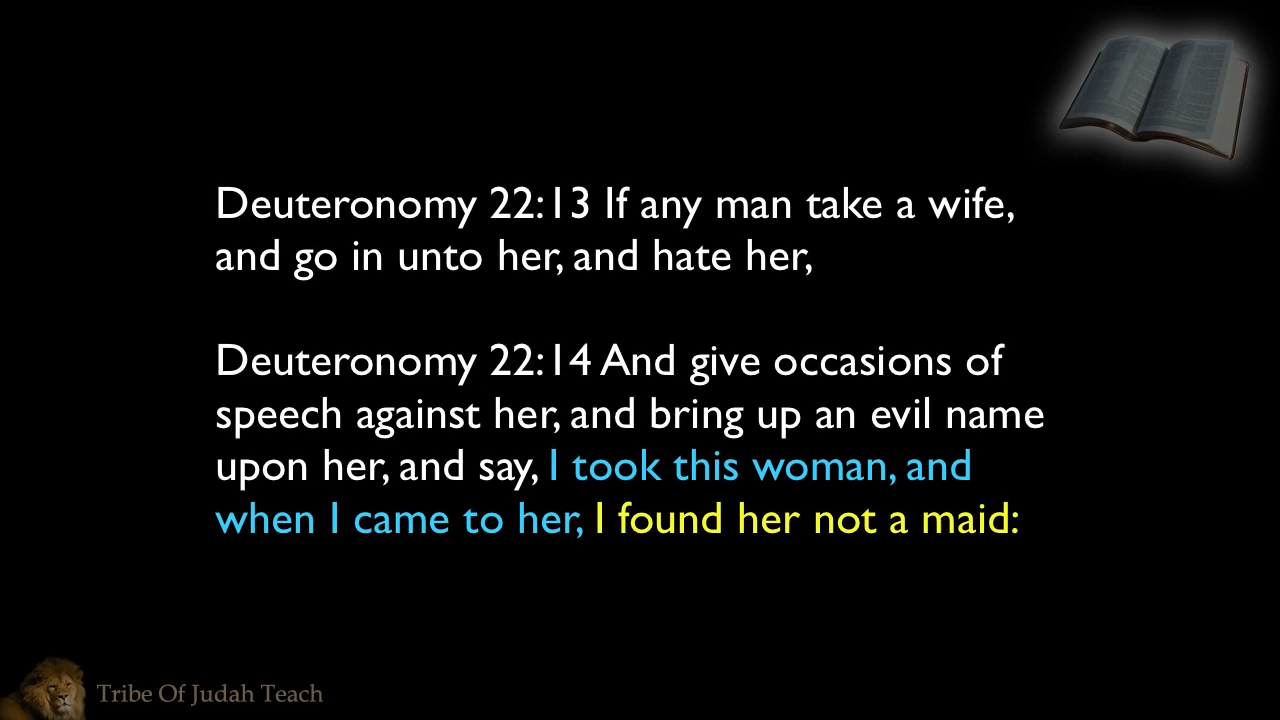 Deuteronomy 22:13 If any man take a wife,
and go in unto her, and hate her,
Deuteronomy 22:14 And give occasions of
speech against her, and bring up an evil name
upon her, and say, I took this woman, and
when I came to her, I found her not a maid:
Tribe Of Judah Teach